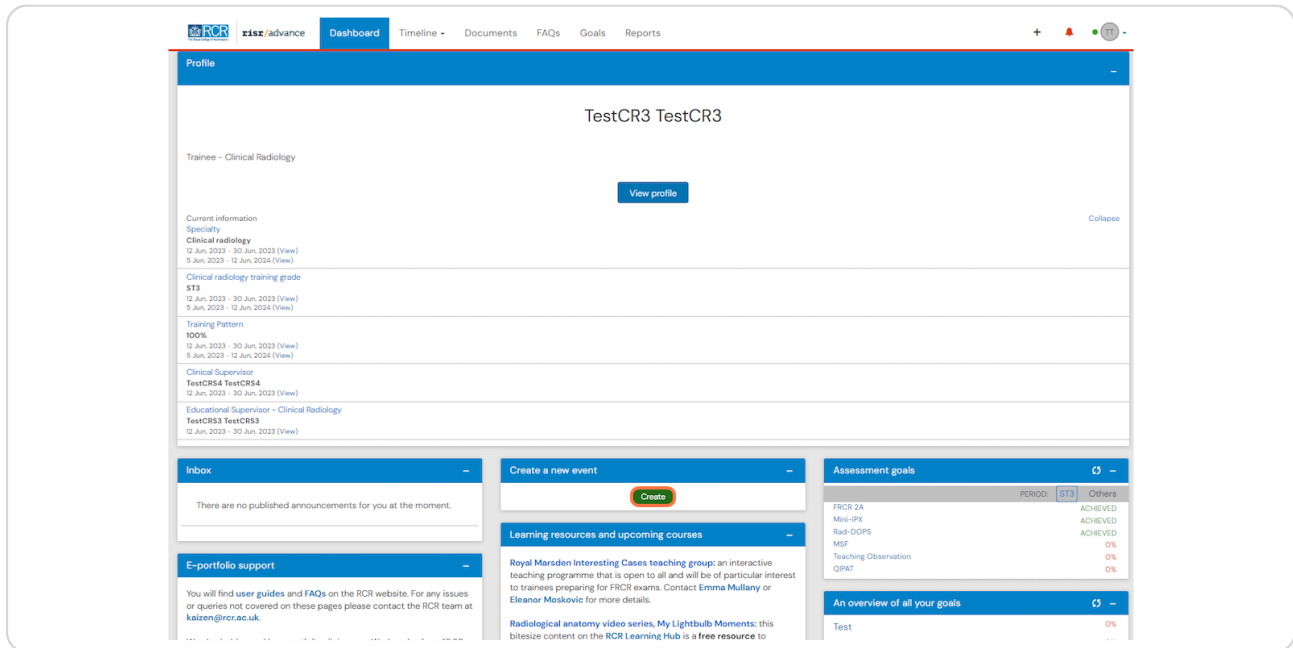 RCR
risr/advance
Dashboard
Timeline
Documents
FAQs
Goals
Reports
+
TT
Profile
TestCR3 TestCR3
Trainee - Clinical Radiology
View profile
Current information
Collapse
Specialty
Clinical radiology
12 Jun, 2023 - 30 Jun, 2023 (View)
5 Jun, 2023 - 12 Jun, 2024 (View)
Clinical radiology training grade
ST3
12 Jun, 2023 - 30 Jun, 2023 (View)
5 Jun, 2023 - 12 Jun, 2024 (View)
Training Pattern
100%
12 Jun, 2023 - 30 Jun, 2023 (View)
5 Jun, 2023 - 12 Jun, 2024 (View)
Clinical Supervisor
TestCRS4 TestCRS4
12 Jun, 2023 - 30 Jun, 2023 (View)
Educational Supervisor - Clinical Radiology
TestCRS3 TestCRS3
12 Jun, 2023 - 30 Jun, 2023 (View)
Inbox
There are no published announcements for you at the moment.
E-portfolio support
You will find user guides and FAQs on the RCR website. For any issues
or queries not covered on these pages please contact the RCR team at
kaizen@rcr.ac.uk.
Create a new event
Create
Learning resources and upcoming courses
Royal Marsden Interesting Cases teaching group: an interactive
teaching programme that is open to all and will be of particular interest
to trainees preparing for FRCR exams. Contact Emma Mullany or
Eleanor Moskovic for more details.
Radiological anatomy video series, My Lightbulb Moments: this
bitesize content on the RCR Learning Hub is a free resource to
Assessment goals
PERIOD: ST3 Others
FRCR 2A ACHIEVED
Mini-IPX ACHIEVED
Rad-DOPS ACHIEVED
MSF 0%
Teaching Observation 0%
QIPAT 0%
An overview of all your goals
Test 0%